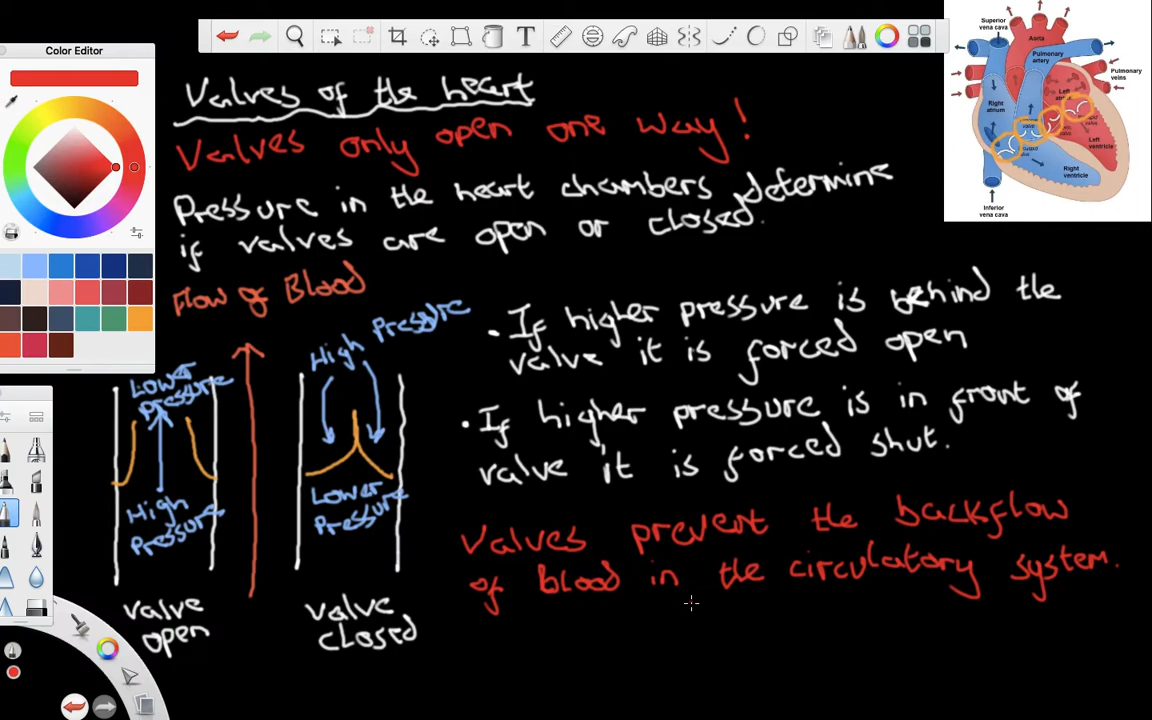 Color Editor
Valves of the heart
Valves only open one way!
Pressure in the heart chambers determine
if valves are open or closed.
Flow of Blood
Lower
Pressure
High
Pressure
valve
open
High Pressure
Lower
Pressure
valve
closed
• If higher pressure is behind the
valve it is forced open
• If higher pressure is in front of
valve it is forced shut.
Valves prevent the backflow
of blood in the circulatory system.
Superior
vena cava
Aorta
Pulmonary
artery
Pulmonary
veins
Left
Right
atrium
valve
valve
Left
ventricle
Right
ventricle
Inferior
vena cava
T